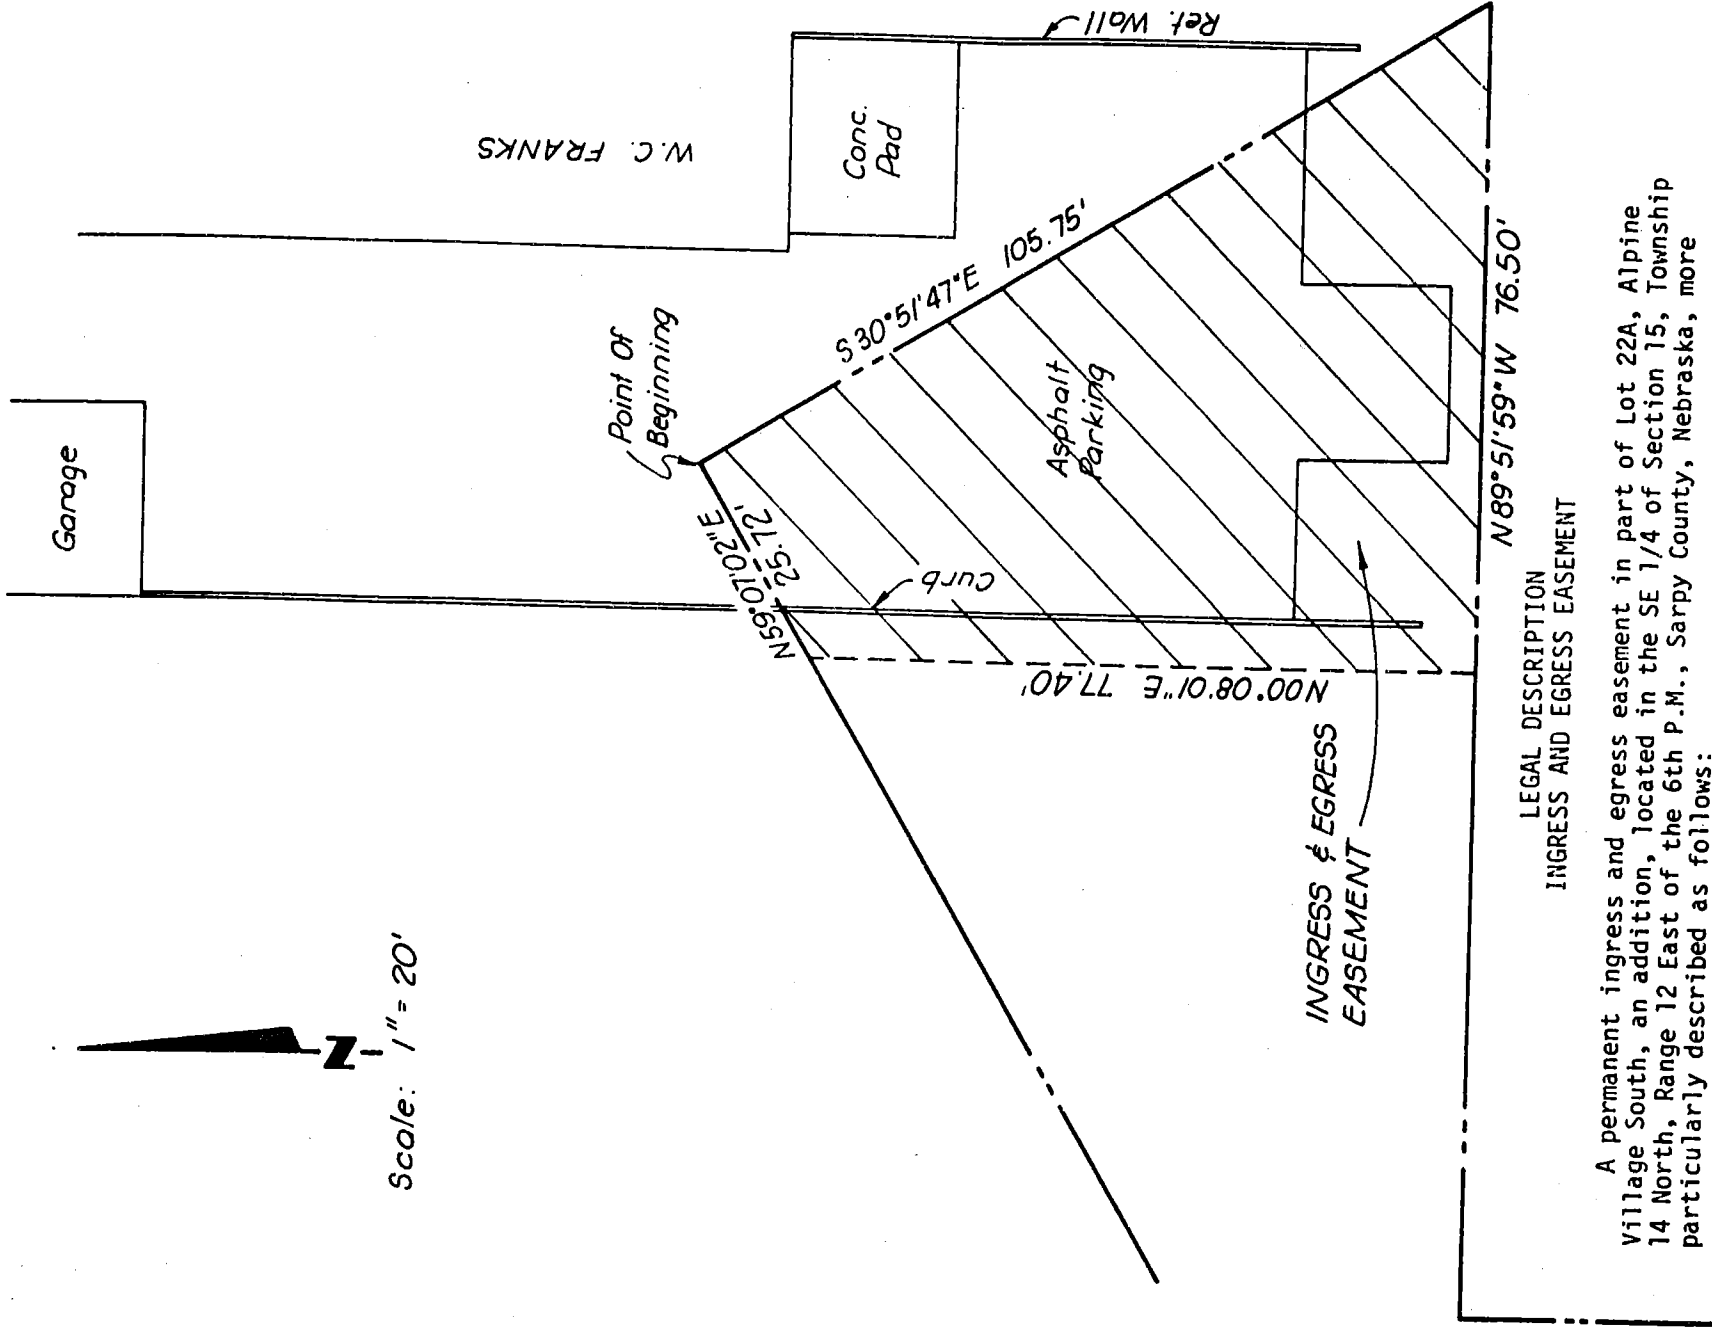 Garage
W.C. FRANKS
Conc.
Pad
Ret. Wall
Point Of
Beginning
S 30°51'47"E 105.75'
N59°07'02"E
25.72'
Curb
Asphalt
Parking
N00°08'01"E 77.40'
N89°51'59"W 76.50'
INGRESS & EGRESS
EASEMENT
N
Scale: 1" = 20'
LEGAL DESCRIPTION
INGRESS AND EGRESS EASEMENT
A permanent ingress and egress easement in part of Lot 22A, Alpine
Village South, an addition, located in the SE 1/4 of Section 15, Township
14 North, Range 12 East of the 6th P.M., Sarpy County, Nebraska, more
particularly described as follows: